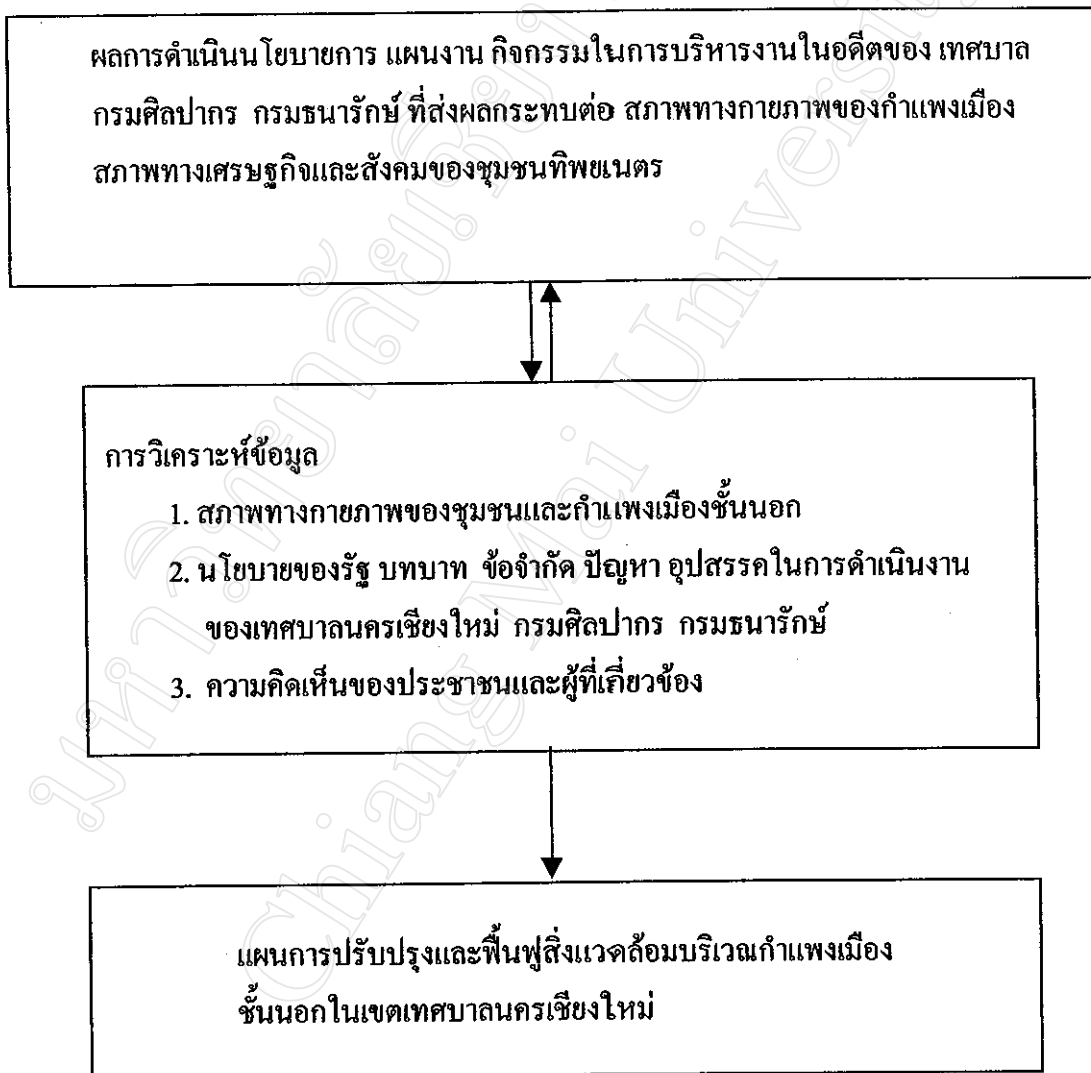 ผลการดำเนินนโยบายการ แผนงาน กิจกรรมในการบริหารงานในอดีตของ เทศบาล
กรมศิลปากร กรมธนารักษ์ ที่ส่งผลกระทบต่อ สภาพทางกายภาพของกำแพงเมือง
สภาพทางเศรษฐกิจและสังคมของชุมชนทิพยเนตร
การวิเคราะห์ข้อมูล
1. สภาพทางกายภาพของชุมชนและกำแพงเมืองชั้นนอก
2. นโยบายของรัฐ บทบาท ข้อจำกัด ปัญหา อุปสรรคในการดำเนินงาน
ของเทศบาลนครเชียงใหม่ กรมศิลปากร กรมธนารักษ์
3. ความคิดเห็นของประชาชนและผู้ที่เกี่ยวข้อง
แผนการปรับปรุงและฟื้นฟูสิ่งแวดล้อมบริเวณกำแพงเมือง
ชั้นนอกในเขตเทศบาลนครเชียงใหม่
Chiang Mai Univers